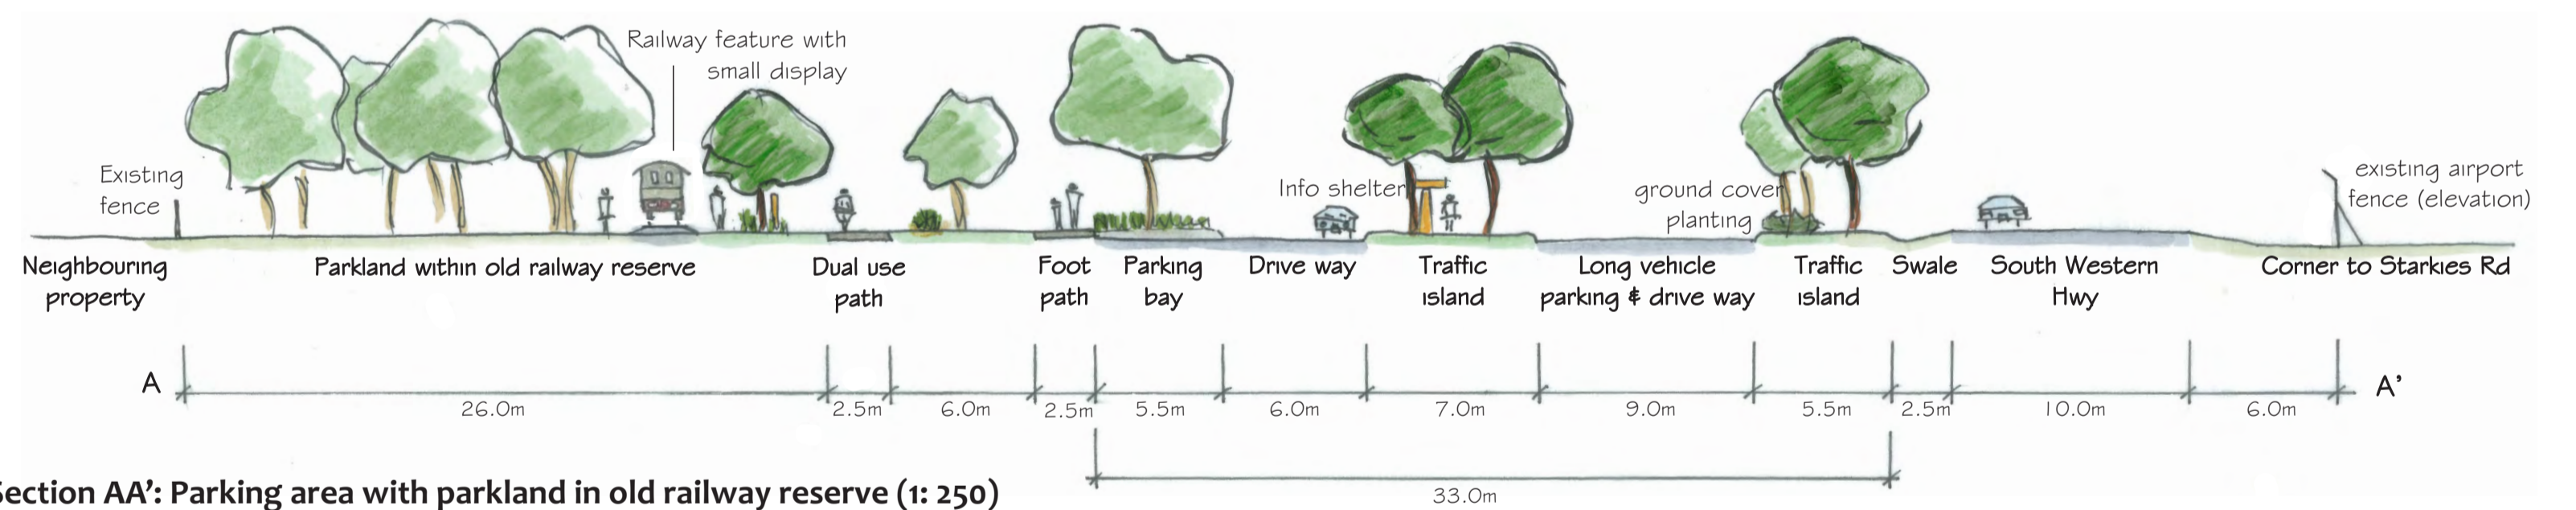 Railway feature with
small display
Existing
fence
Info shelter
ground cover
planting
existing airport
fence (elevation)
Neighbouring
property
Parkland within old railway reserve
Dual use
path
Foot
path
Parking
bay
Drive way
Traffic
island
Long vehicle
parking & drive way
Traffic
island
Swale
South Western
Hwy
Corner to Starkies Rd
A
A'
26.0m
2.5m
6.0m
2.5m
5.5m
6.0m
7.0m
9.0m
5.5m
2.5m
10.0m
6.0m
33.0m
Section AA': Parking area with parkland in old railway reserve (1: 250)